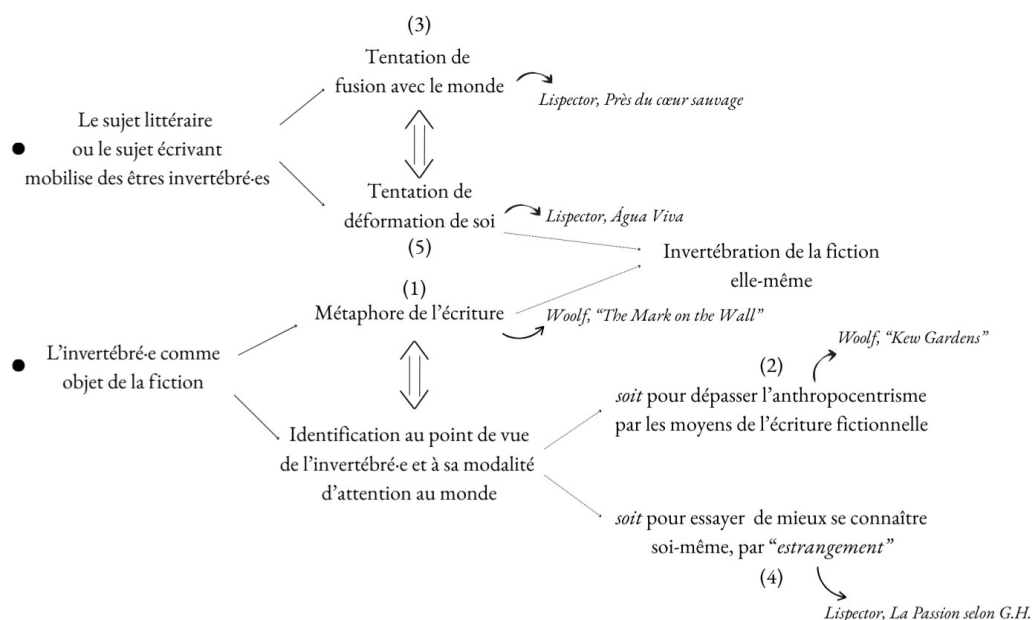 (3)
Tentation de
fusion avec le monde
Lispector, Près du cœur sauvage
Le sujet littéraire
ou le sujet écrivant
mobilise des êtres invertébré·es
Tentation de
déformation de soi
(5)
Lispector, Água Viva
Invertébration de la fiction
elle-même
(1)
Métaphore de l’écriture
Woolf, “The Mark on the Wall”
L’invertébré·e comme
objet de la fiction
Identification au point de vue
de l’invertébré·e et à sa modalité
d’attention au monde
Woolf, “Kew Gardens”
(2)
soit pour dépasser l’anthropocentrisme
par les moyens de l’écriture fictionnelle
soit pour essayer de mieux se connaître
soi-même, par “estrangement”
(4)
Lispector, La Passion selon G.H.